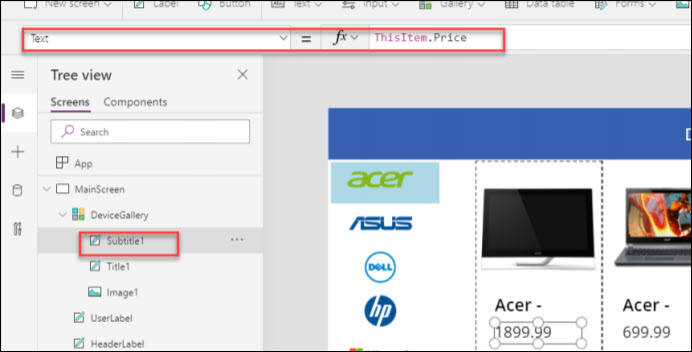 New screen Label Button Text Input Gallery Data table Forms
Text = fx ThisItem.Price
Tree view
Screens Components
Search
App
MainScreen
DeviceGallery
Subtitle1 ...
Title1
Image1
UserLabel
HeaderLabel
D
acer
ASUS
DELL
hp
Acer -
1899.99
Acer -
699.99